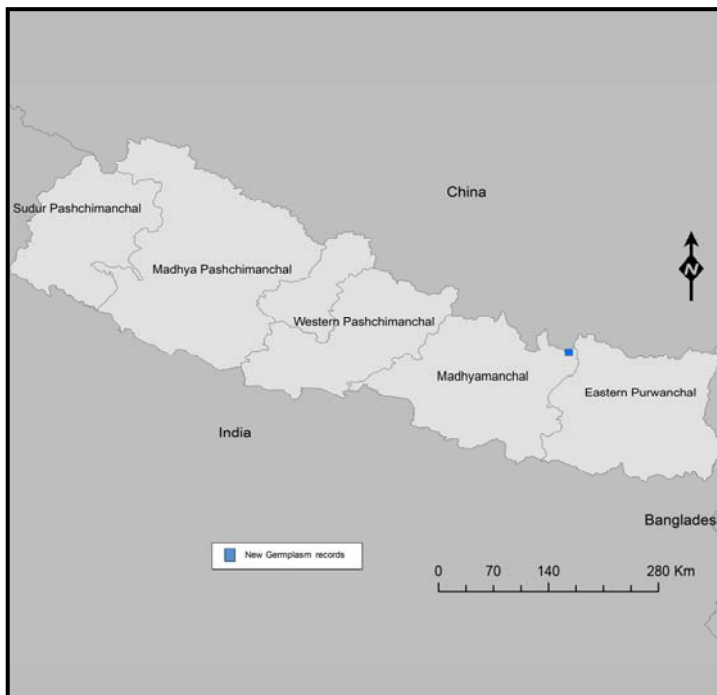 China
Sudur Pashchimanchal
N
Madhya Pashchimanchal
Western Pashchimanchal
Madhyamanchal
Eastern Purwanchal
India
Banglades
New Germplasm records
0 70 140 280 Km